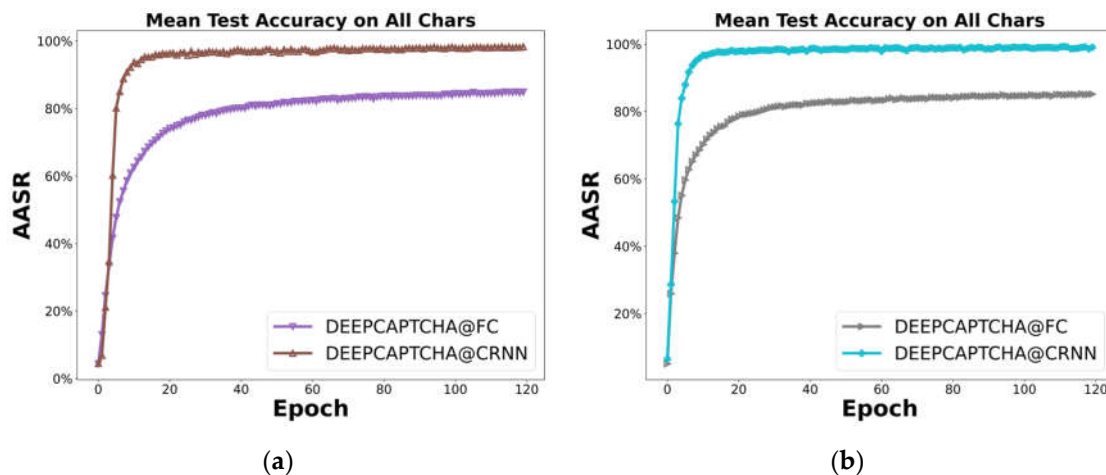 Mean Test Accuracy on All Chars
100%
80%
60%
40%
20%
0%
AASR
0 20 40 60 80 100 120
Epoch
DEEPCAPTCHA@FC
DEEPCAPTCHA@CRNN
(a)
Mean Test Accuracy on All Chars
100%
80%
60%
40%
20%
AASR
0 20 40 60 80 100 120
Epoch
DEEPCAPTCHA@FC
DEEPCAPTCHA@CRNN
(b)